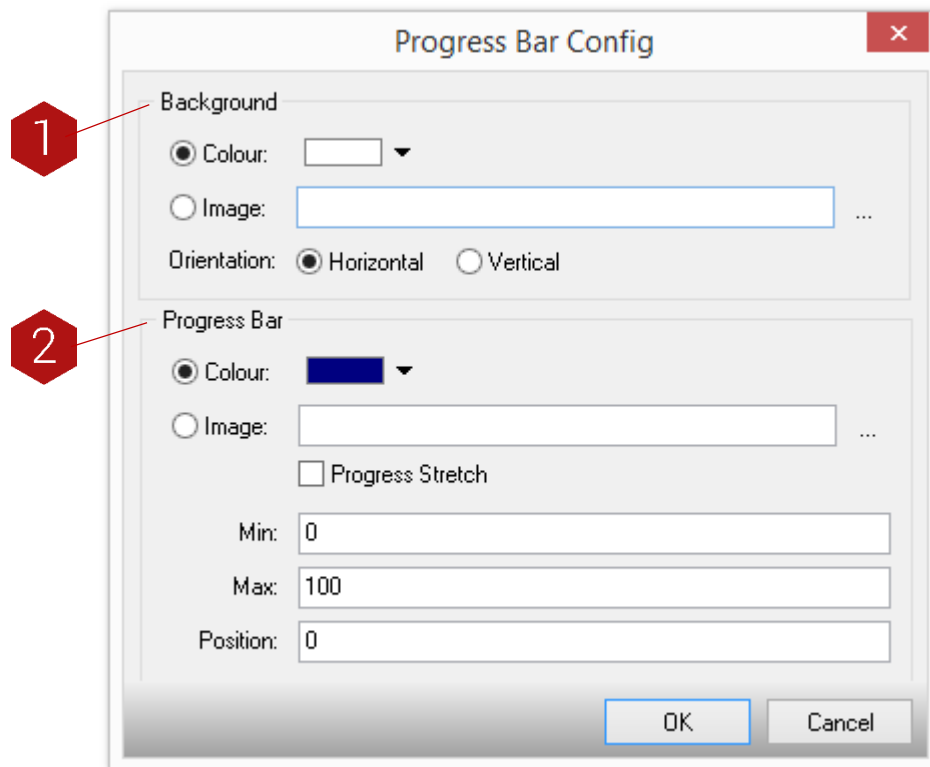 Progress Bar Config
1
Background
Colour:
Image:
...
Orientation: Horizontal Vertical
2
Progress Bar
Colour:
Image:
...
Progress Stretch
Min: 0
Max: 100
Position: 0
OK Cancel